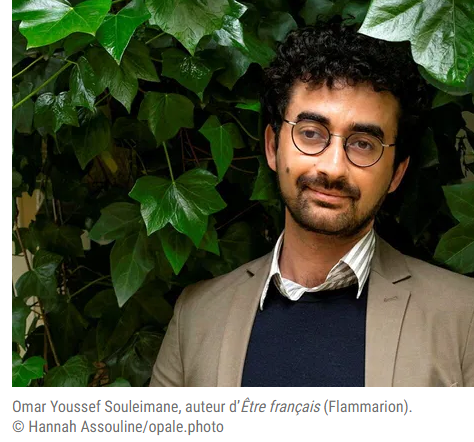 Omar Youssef Souleimane, auteur d'Être français (Flammarion).
© Hannah Assouline/opale.photo